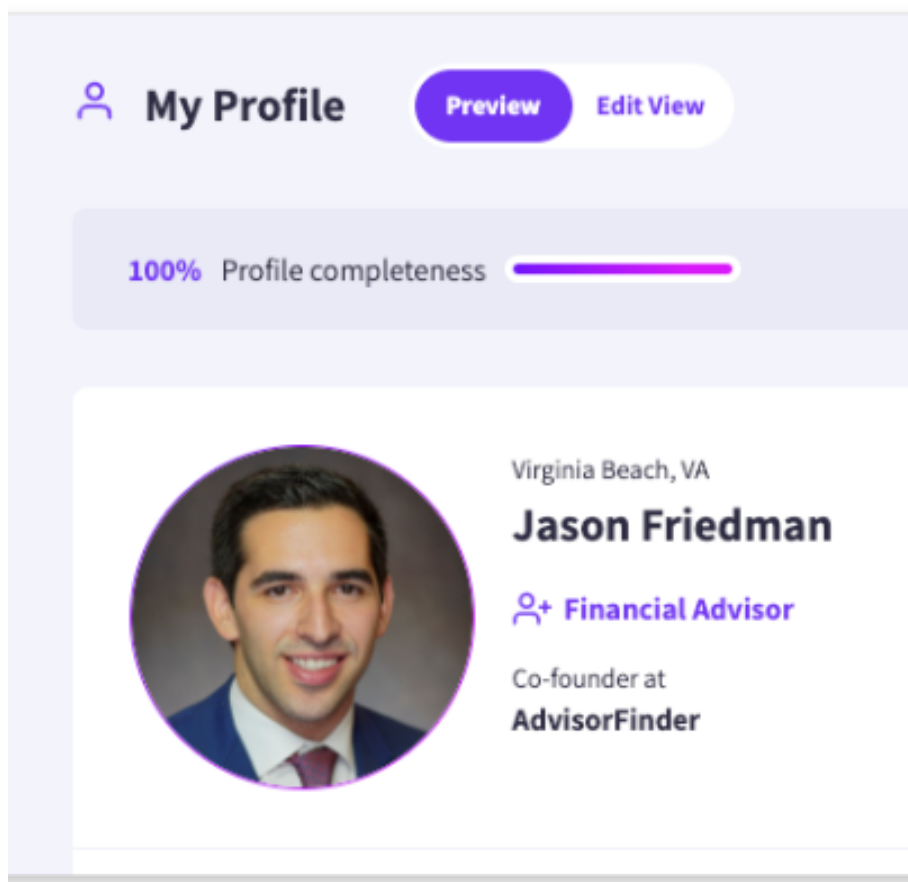 My Profile
Preview
Edit View
100% Profile completeness
Virginia Beach, VA
Jason Friedman
Financial Advisor
Co-founder at
AdvisorFinder